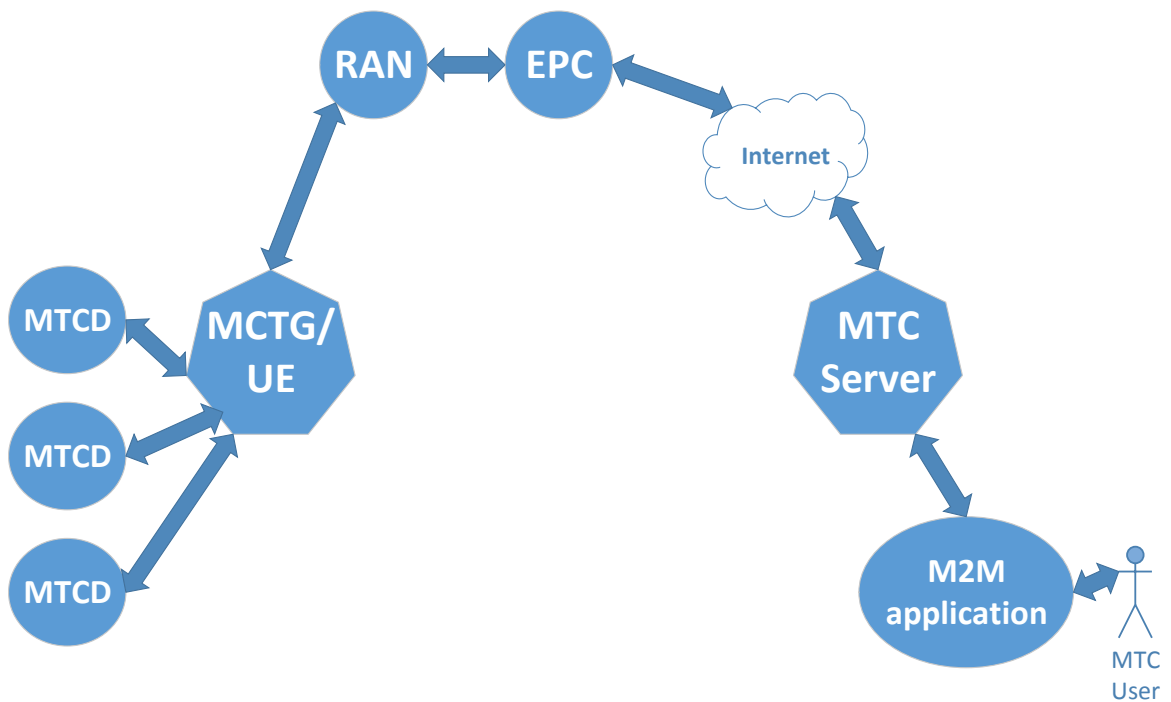 RAN
EPC
Internet
MTCD
MCTG/
UE
MTC
Server
MTCD
MTCD
M2M
application
MTC
User